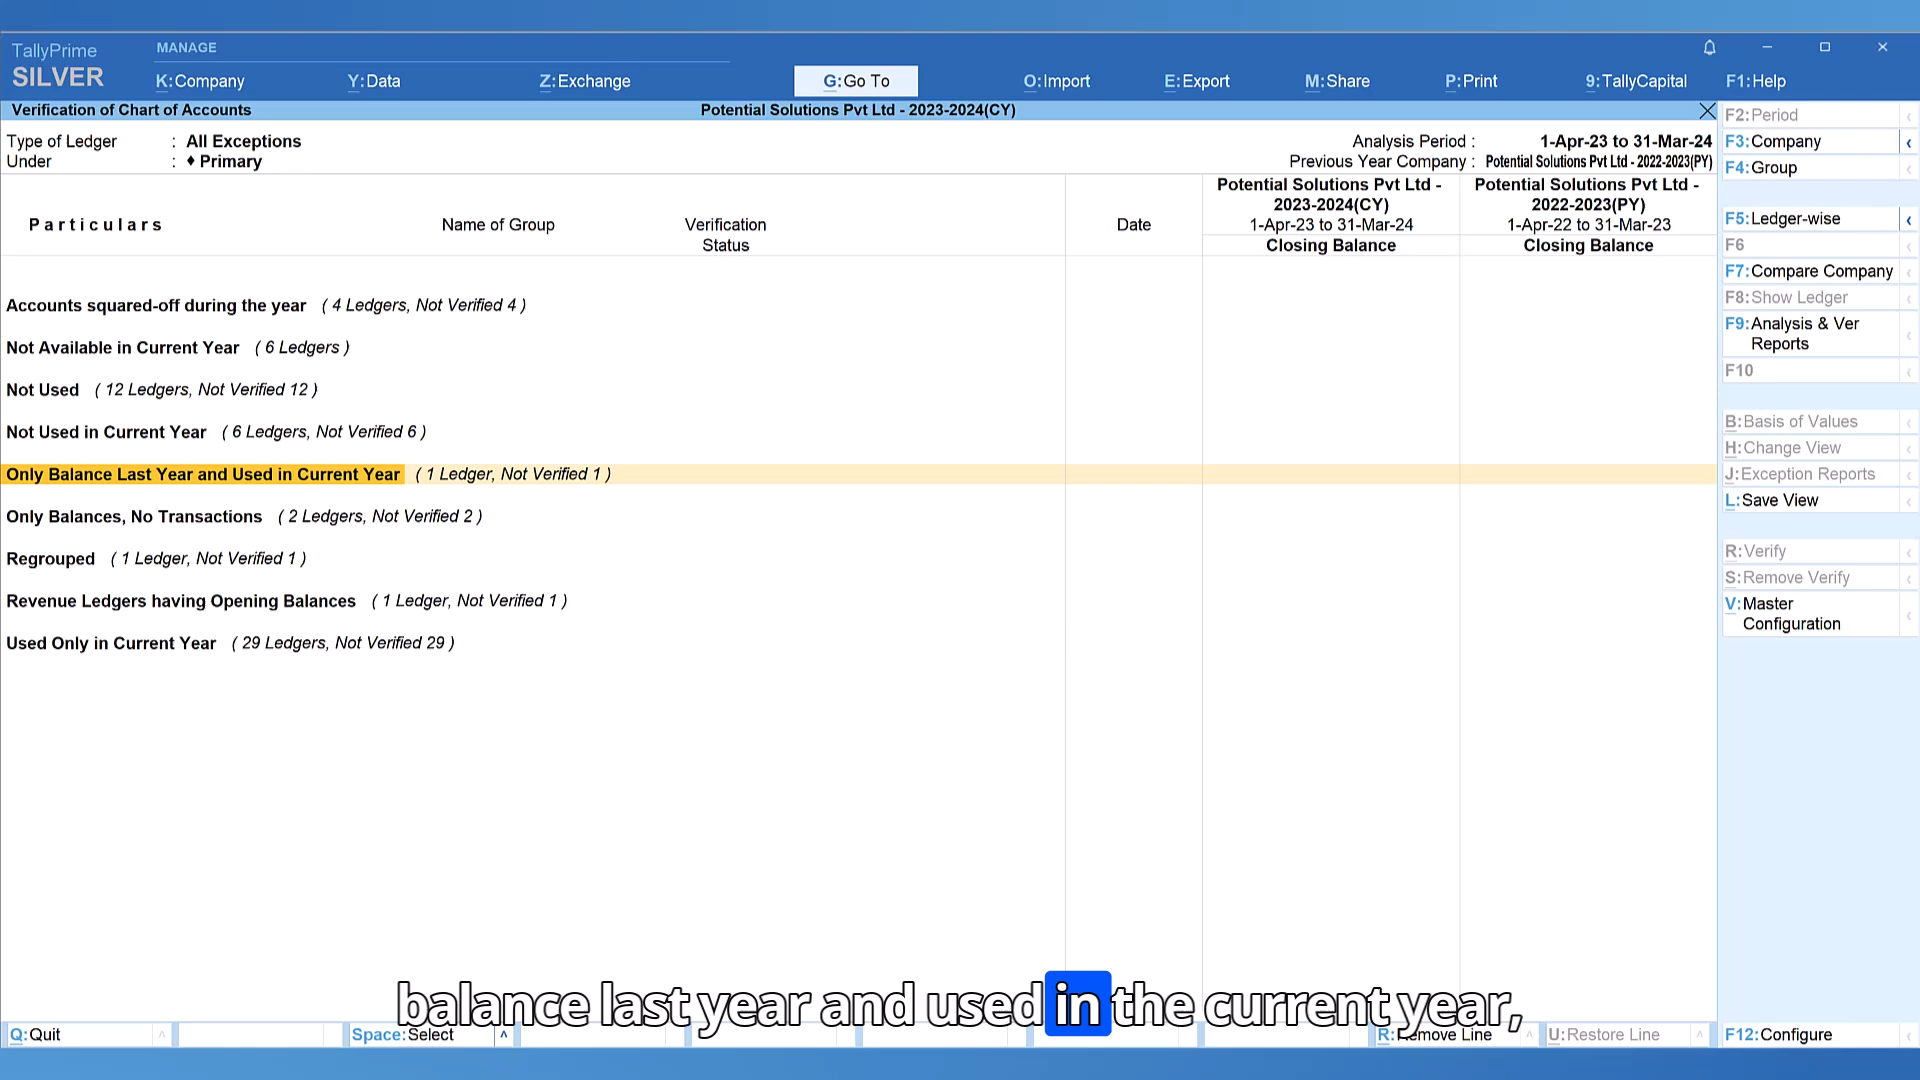 TallyPrime
SILVER
MANAGE
K:Company
Y:Data
Z:Exchange
G:Go To
O:Import
E:Export
M:Share
P:Print
9:TallyCapital
F1:Help
Verification of Chart of Accounts
Potential Solutions Pvt Ltd - 2023-2024(CY)
Type of Ledger : All Exceptions
Under : ♦ Primary
Analysis Period : 1-Apr-23 to 31-Mar-24
Previous Year Company : Potential Solutions Pvt Ltd - 2022-2023(PY)
Particulars
Name of Group
Verification
Status
Date
Potential Solutions Pvt Ltd -
2023-2024(CY)
1-Apr-23 to 31-Mar-24
Closing Balance
Potential Solutions Pvt Ltd -
2022-2023(PY)
1-Apr-22 to 31-Mar-23
Closing Balance
Accounts squared-off during the year ( 4 Ledgers, Not Verified 4 )
Not Available in Current Year ( 6 Ledgers )
Not Used ( 12 Ledgers, Not Verified 12 )
Not Used in Current Year ( 6 Ledgers, Not Verified 6 )
Only Balance Last Year and Used in Current Year ( 1 Ledger, Not Verified 1 )
Only Balances, No Transactions ( 2 Ledgers, Not Verified 2 )
Regrouped ( 1 Ledger, Not Verified 1 )
Revenue Ledgers having Opening Balances ( 1 Ledger, Not Verified 1 )
Used Only in Current Year ( 29 Ledgers, Not Verified 29 )
F2:Period
F3:Company
F4:Group
F5:Ledger-wise
F6
F7:Compare Company
F8:Show Ledger
F9:Analysis & Ver
Reports
F10
B:Basis of Values
H:Change View
J:Exception Reports
L:Save View
R:Verify
S:Remove Verify
V:Master
Configuration
balance last year and used in the current year,
Q:Quit
Space:Select
R:Remove Line
U:Restore Line
F12:Configure